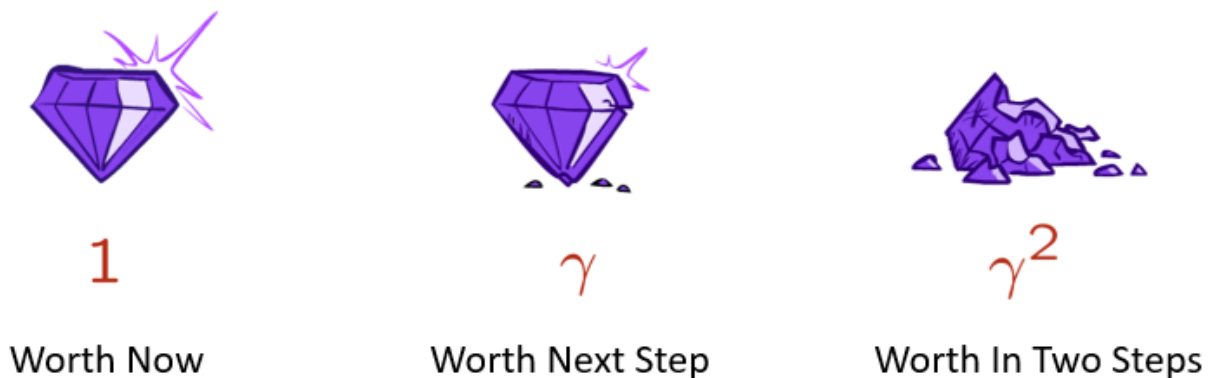 1
γ
γ²
Worth Now
Worth Next Step
Worth In Two Steps